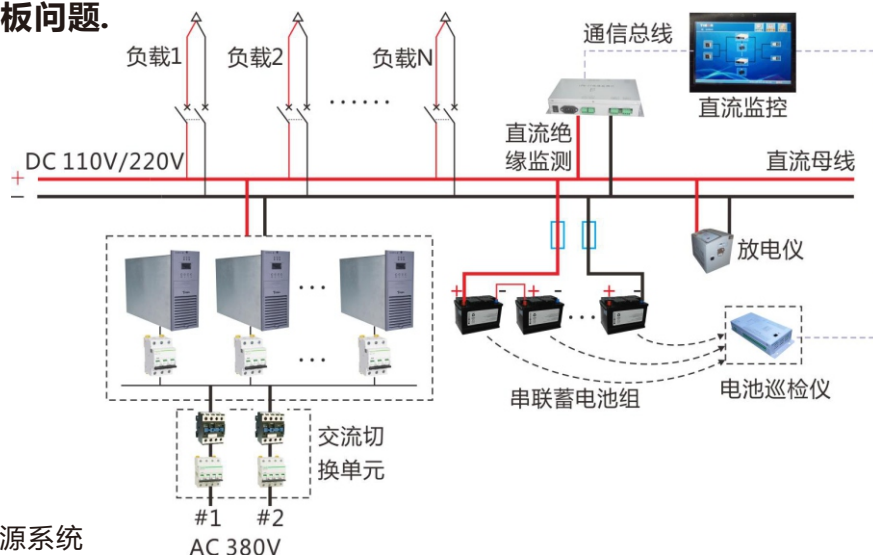 板问题.
通信总线
负载1
负载2
负载N
······
直流监控
直流绝
缘监测
DC 110V/220V
直流母线
+
−
放电仪
+
-
+
-
+
-
···
···
···
串联蓄电池组
电池巡检仪
交流切
换单元
#1
#2
源系统
AC 380V